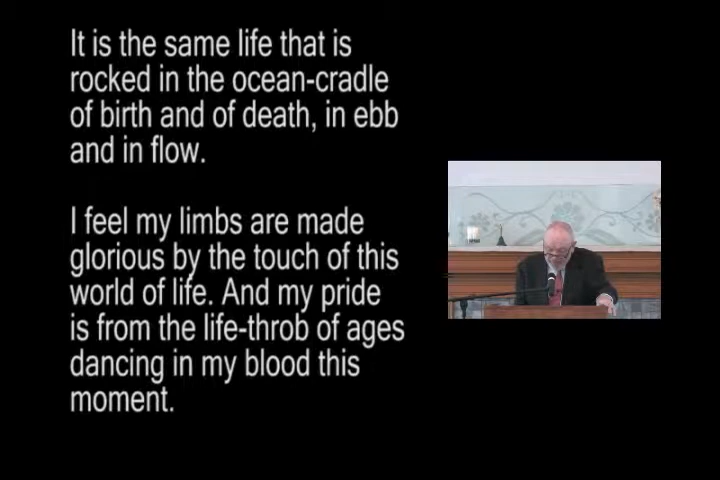 It is the same life that is
rocked in the ocean-cradle
of birth and of death, in ebb
and in flow.
I feel my limbs are made
glorious by the touch of this
world of life. And my pride
is from the life-throb of ages
dancing in my blood this
moment.